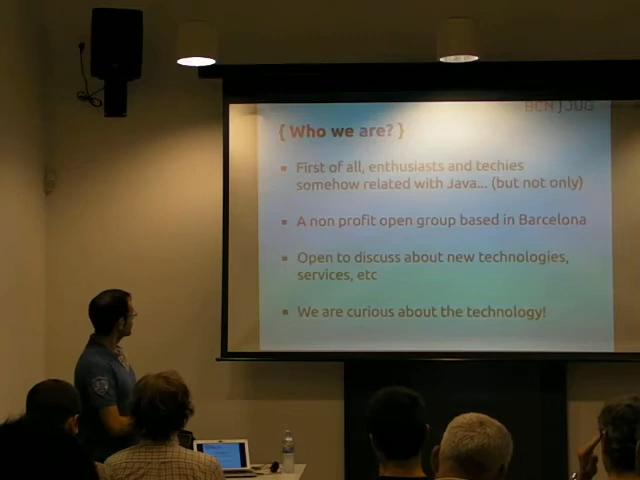 BCN JUG
{ Who we are? }
First of all, enthusiasts and techies
somehow related with Java... (but not only)
A non profit open group based in Barcelona
Open to discuss about new technologies,
services, etc
We are curious about the technology!